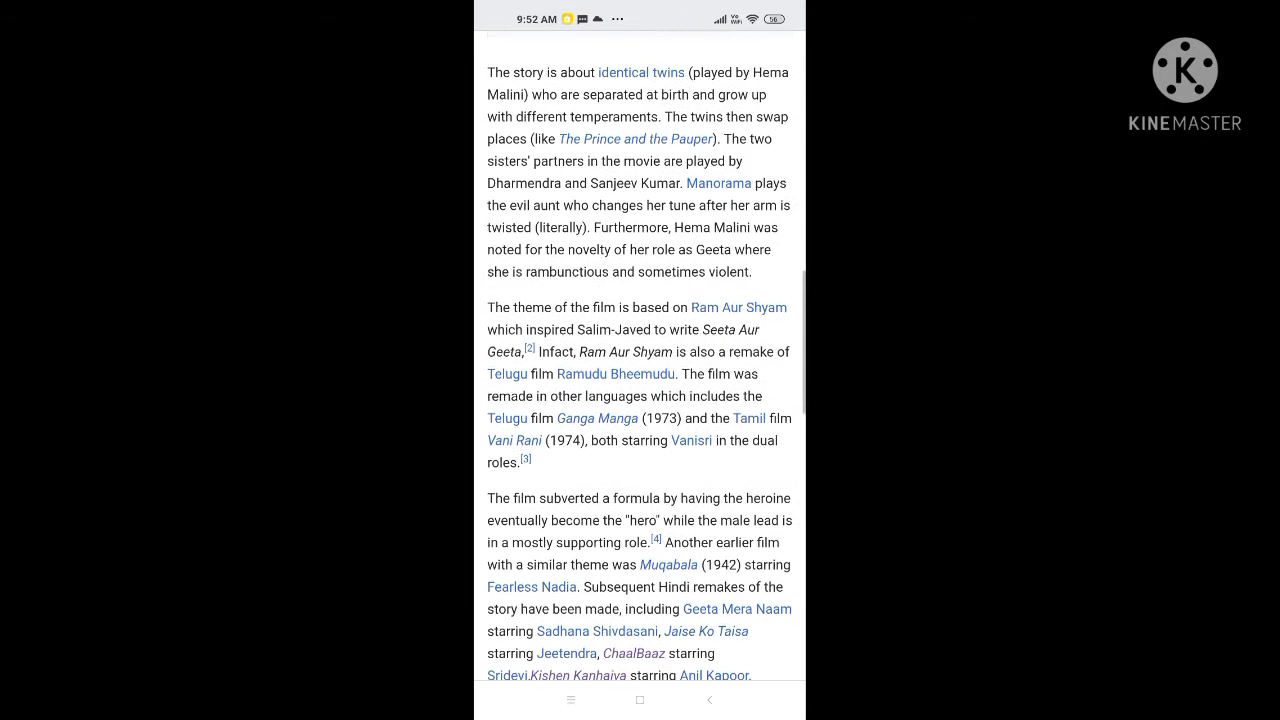 9:52 AM
Vo
WiFi
56
The story is about identical twins (played by Hema
Malini) who are separated at birth and grow up
with different temperaments. The twins then swap
places (like The Prince and the Pauper). The two
sisters' partners in the movie are played by
Dharmendra and Sanjeev Kumar. Manorama plays
the evil aunt who changes her tune after her arm is
twisted (literally). Furthermore, Hema Malini was
noted for the novelty of her role as Geeta where
she is rambunctious and sometimes violent.
The theme of the film is based on Ram Aur Shyam
which inspired Salim-Javed to write Seeta Aur
Geeta,[2] Infact, Ram Aur Shyam is also a remake of
Telugu film Ramudu Bheemudu. The film was
remade in other languages which includes the
Telugu film Ganga Manga (1973) and the Tamil film
Vani Rani (1974), both starring Vanisri in the dual
roles.[3]
The film subverted a formula by having the heroine
eventually become the "hero" while the male lead is
in a mostly supporting role.[4] Another earlier film
with a similar theme was Muqabala (1942) starring
Fearless Nadia. Subsequent Hindi remakes of the
story have been made, including Geeta Mera Naam
starring Sadhana Shivdasani, Jaise Ko Taisa
starring Jeetendra, ChaalBaaz starring
Sridevi,Kishen Kanhaiya starring Anil Kapoor,
K
KINEMASTER